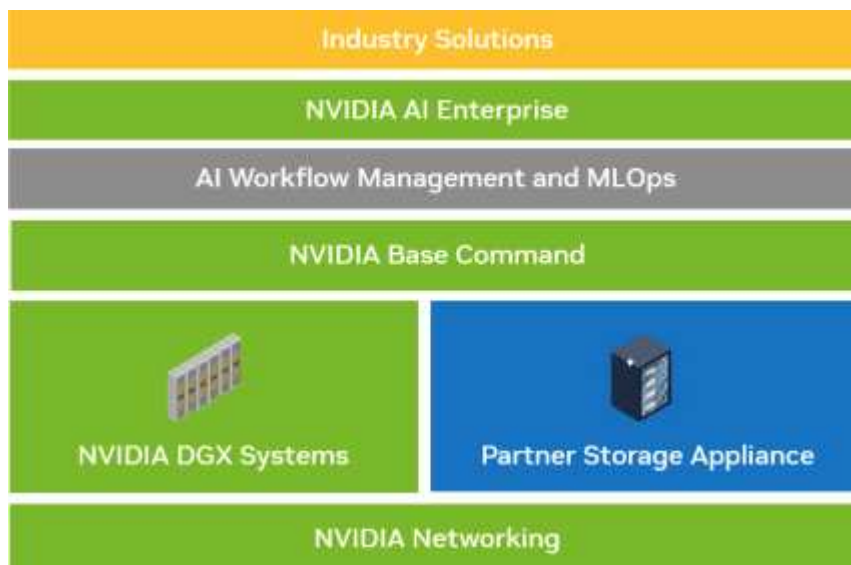 Industry Solutions
NVIDIA AI Enterprise
AI Workflow Management and MLOps
NVIDIA Base Command
NVIDIA DGX Systems
Partner Storage Appliance
NVIDIA Networking